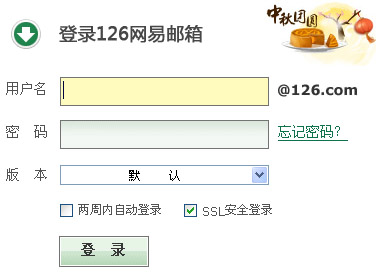 中秋团圆
登录126网易邮箱
用户名 @126.com
密 码 忘记密码?
版 本 默 认
两周内自动登录 SSL安全登录
登 录